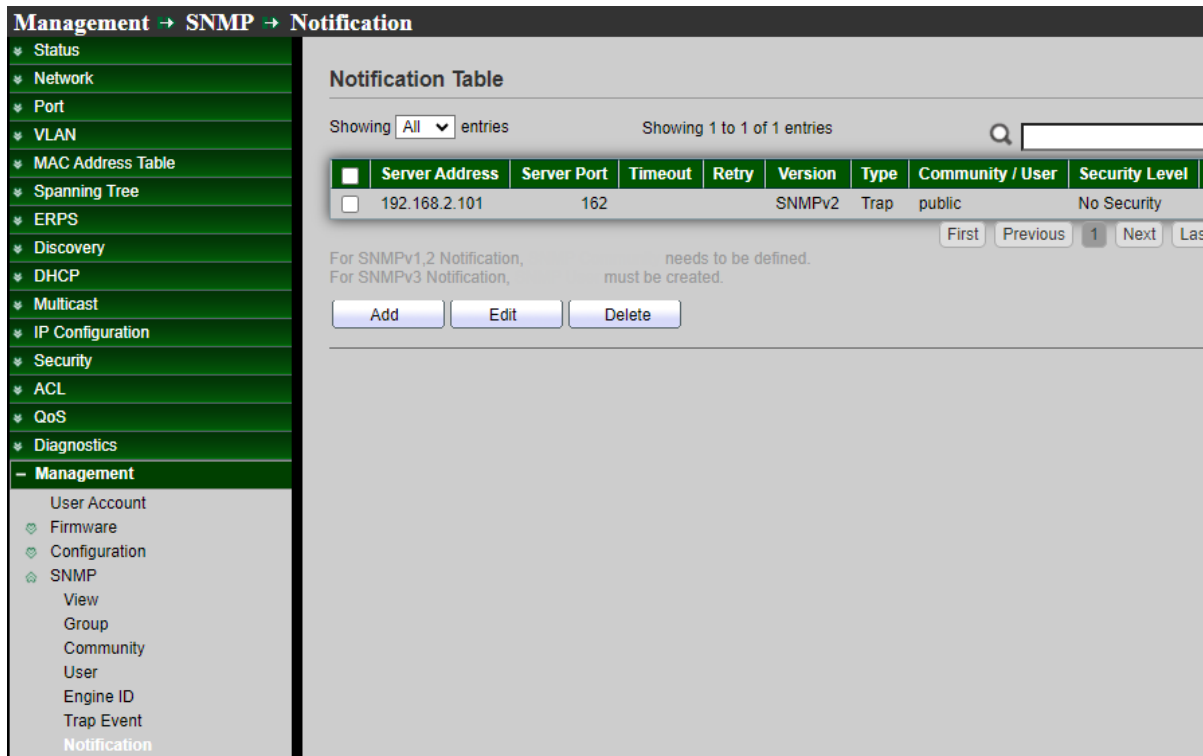 Management → SNMP → Notification
Status
Network
Port
VLAN
MAC Address Table
Spanning Tree
ERPS
Discovery
DHCP
Multicast
IP Configuration
Security
ACL
QoS
Diagnostics
Management
User Account
Firmware
Configuration
SNMP
View
Group
Community
User
Engine ID
Trap Event
Notification
Notification Table
Showing All entries Showing 1 to 1 of 1 entries
Server Address Server Port Timeout Retry Version Type Community / User Security Level
192.168.2.101 162 SNMPv2 Trap public No Security
First Previous 1 Next Las
For SNMPv1,2 Notification, needs to be defined.
For SNMPv3 Notification, must be created.
Add Edit Delete